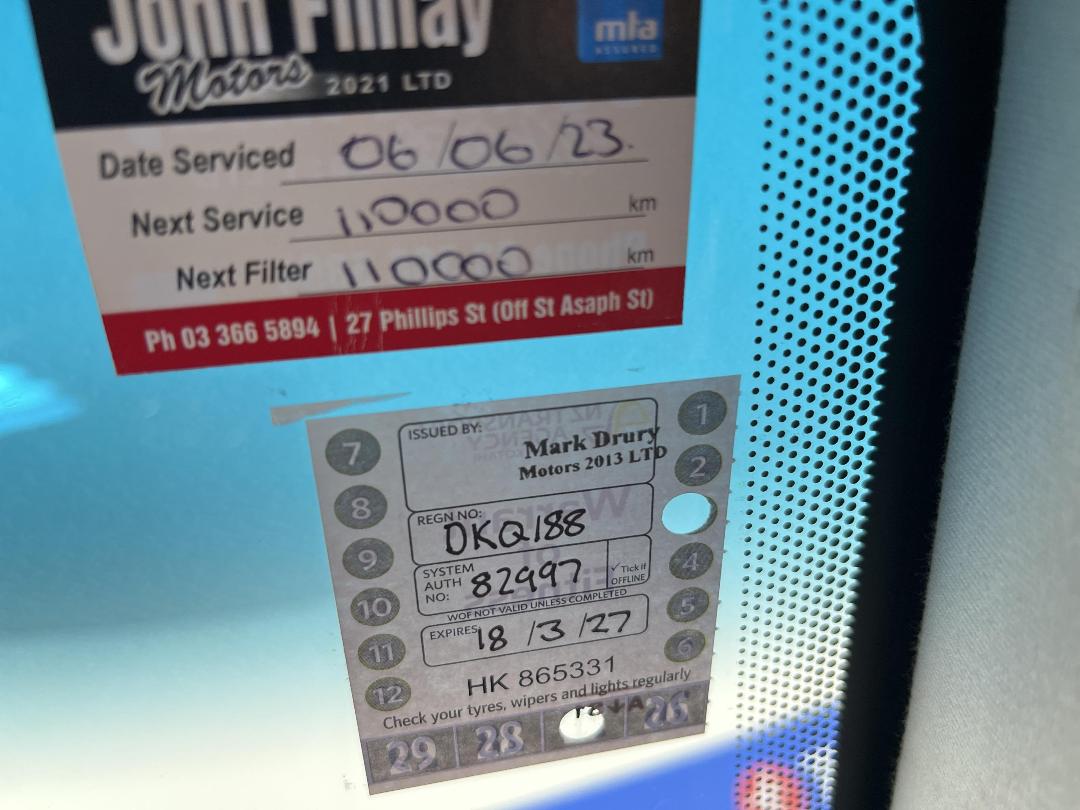 John Finlay
Motors 2021 LTD
mta
ASSURED
Date Serviced 06/06/23.
Next Service 110000 km
Next Filter 110000 km
Ph 03 366 5894 | 27 Phillips St (Off St Asaph St)
7
8
9
10
11
12
ISSUED BY:
Mark Drury
Motors 2013 LTD
REGN NO: DKQ188
SYSTEM AUTH NO: 82997
✓ Tick if
OFFLINE
WOF NOT VALID UNLESS COMPLETED
EXPIRES: 18/3/27
HK 865331
Check your tyres, wipers and lights regularly
1
2
4
5
6
29 28 26